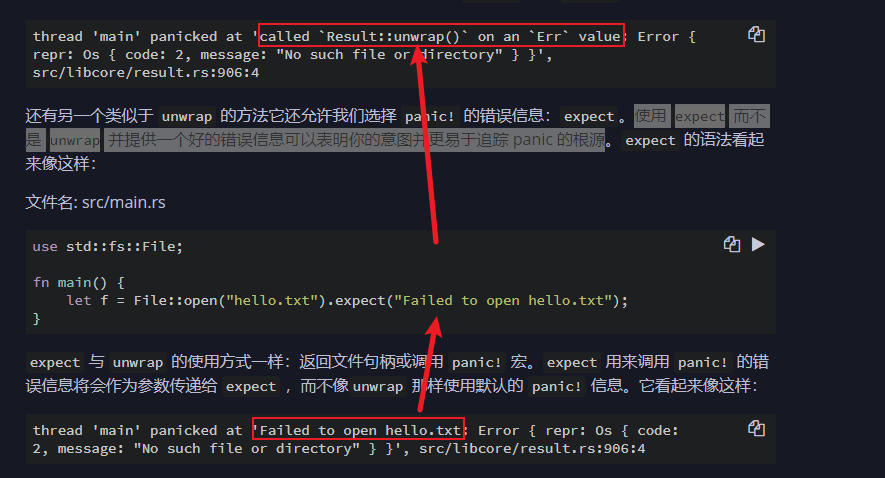 thread 'main' panicked at 'called `Result::unwrap()` on an `Err` value: Error {
repr: Os { code: 2, message: "No such file or directory" } }',
src/libcore/result.rs:906:4
还有另一个类似于 unwrap 的方法它还允许我们选择 panic! 的错误信息：expect。使用 expect 而不
是 unwrap 并提供一个好的错误信息可以表明你的意图并更易于追踪 panic 的根源。expect 的语法看起
来像这样：
文件名: src/main.rs
use std::fs::File;
fn main() {
    let f = File::open("hello.txt").expect("Failed to open hello.txt");
}
expect 与 unwrap 的使用方式一样：返回文件句柄或调用 panic! 宏。expect 用来调用 panic! 的错
误信息将会作为参数传递给 expect ，而不像unwrap 那样使用默认的 panic! 信息。它看起来像这样：
thread 'main' panicked at 'Failed to open hello.txt: Error { repr: Os { code:
2, message: "No such file or directory" } }', src/libcore/result.rs:906:4